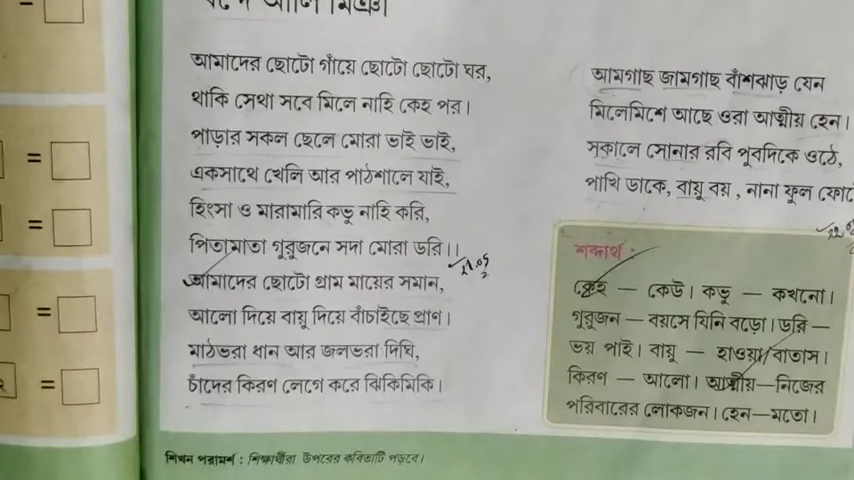 বন্দে আলি মিঞা
আমাদের ছোটো গাঁয়ে ছোটো ছোটো ঘর,
থাকি সেথা সবে মিলে নাহি কেহ পর।
পাড়ার সকল ছেলে মোরা ভাই ভাই,
একসাথে খেলি আর পাঠশালে যাই,
হিংসা ও মারামারি কভু নাহি করি,
পিতামাতা গুরুজনে সদা মোরা ডরি।।
আমাদের ছোটো গ্রাম মায়ের সমান,
আলো দিয়ে বায়ু দিয়ে বাঁচাইছে প্রাণ।
মাঠভরা ধান আর জলভরা দিঘি,
চাঁদের কিরণ লেগে করে ঝিকিমিকি।
আমগাছ জামগাছ বাঁশঝাড় যেন
মিলেমিশে আছে ওরা আত্মীয় হেন।
সকালে সোনার রবি পুবদিকে ওঠে,
পাখি ডাকে, বায়ু বয়, নানা ফুল ফোটে
শব্দার্থ :
কেহ — কেউ। কভু — কখনো।
গুরুজন — বয়সে যিনি বড়ো। ডরি —
ভয় পাই। বায়ু — হাওয়া/বাতাস।
কিরণ — আলো। আত্মীয়—নিজের
পরিবারের লোকজন। হেন—মতো।
শিখন পরামর্শ : শিক্ষার্থীরা উপরের কবিতাটি পড়বে।